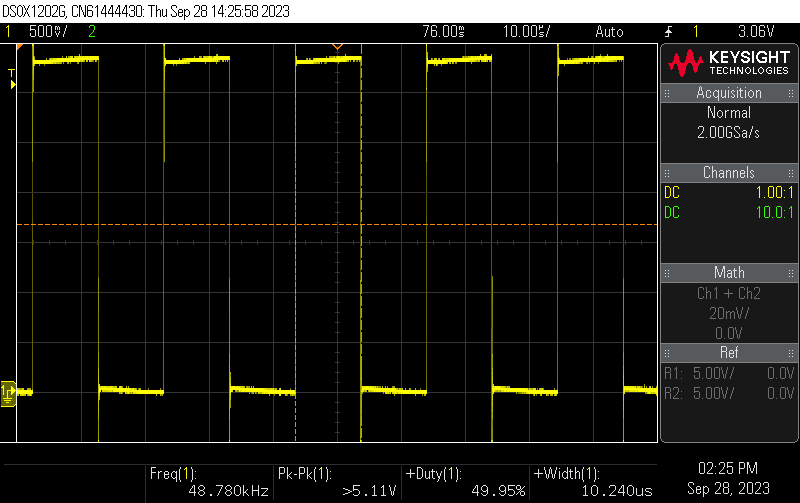 DSOX1202G, CN61444430: Thu Sep 28 14:25:58 2023
1 500mV/ 2 76.00s 10.00s/ Auto 1 3.06V
T
1
KEYSIGHT
TECHNOLOGIES
Acquisition
Normal
2.00GSa/s
Channels
DC 1.00:1
DC 10.0:1
Math
Ch1 + Ch2
20mV/
0.0V
Ref
R1: 5.00V/ 0.0V
R2: 5.00V/ 0.0V
Freq(1): Pk-Pk(1): +Duty(1): +Width(1):
48.780kHz >5.11V 49.95% 10.240us
02:25 PM
Sep 28, 2023